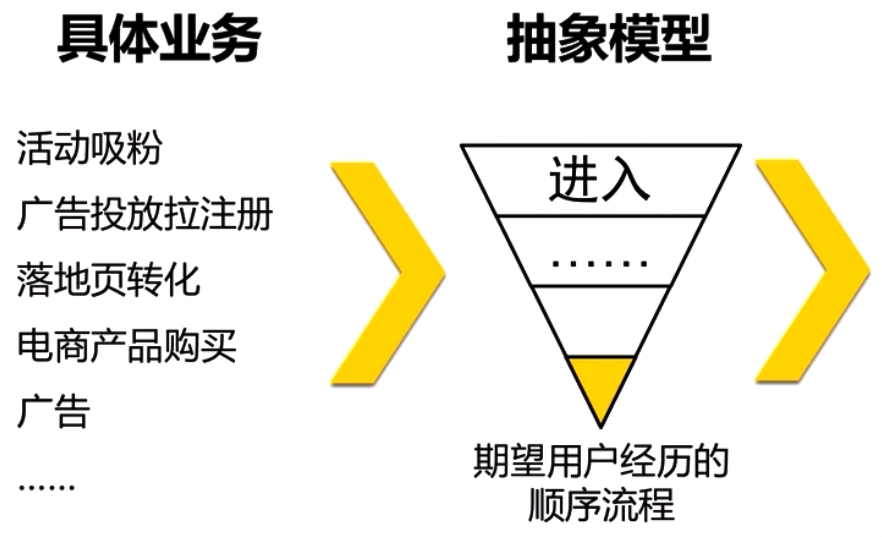 具体业务
抽象模型
活动吸粉
广告投放拉注册
落地页转化
电商产品购买
广告
......
进入
......
期望用户经历的
顺序流程